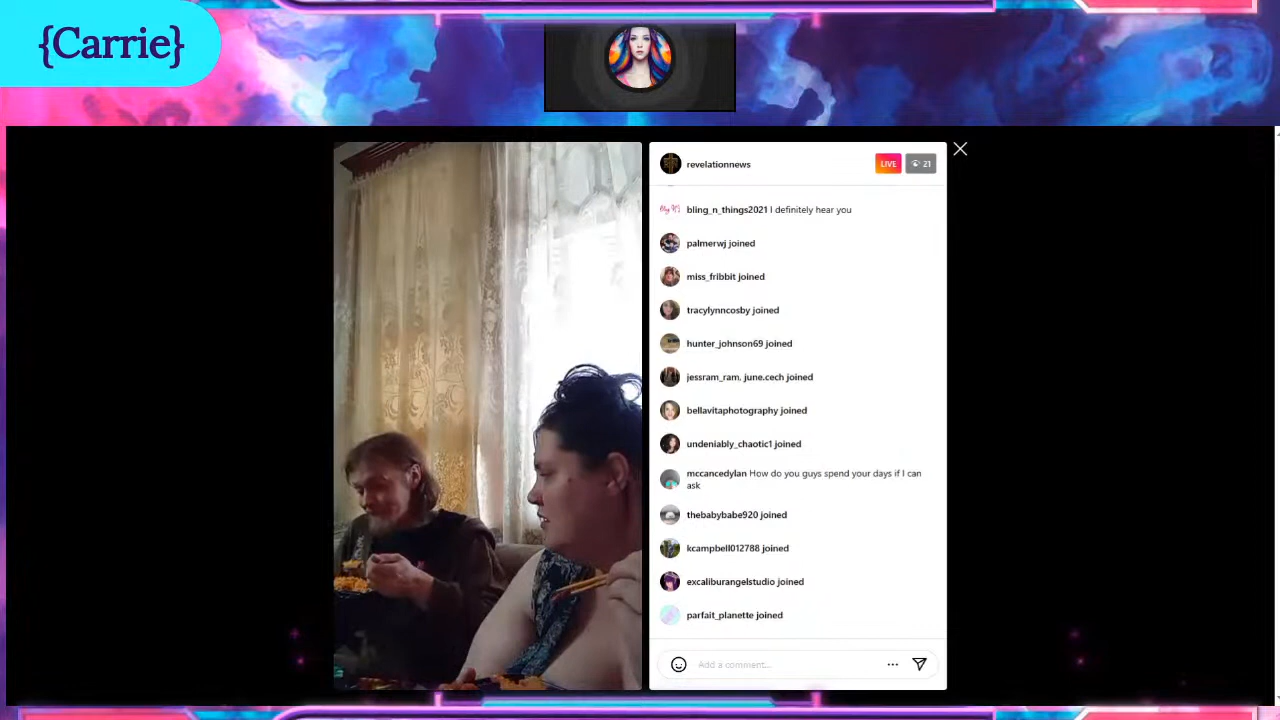 {Carrie}
revelationnews
LIVE
21
bling_n_things2021 I definitely hear you
palmerwj joined
miss_fribbit joined
tracylynncosby joined
hunter_johnson69 joined
jessram_ram, june.cech joined
bellavitaphotography joined
undeniably_chaotic1 joined
mccancedylan How do you guys spend your days if I can
ask
thebabybabe920 joined
kcampbell012788 joined
excaliburangelstudio joined
parfait_planette joined
Add a comment...